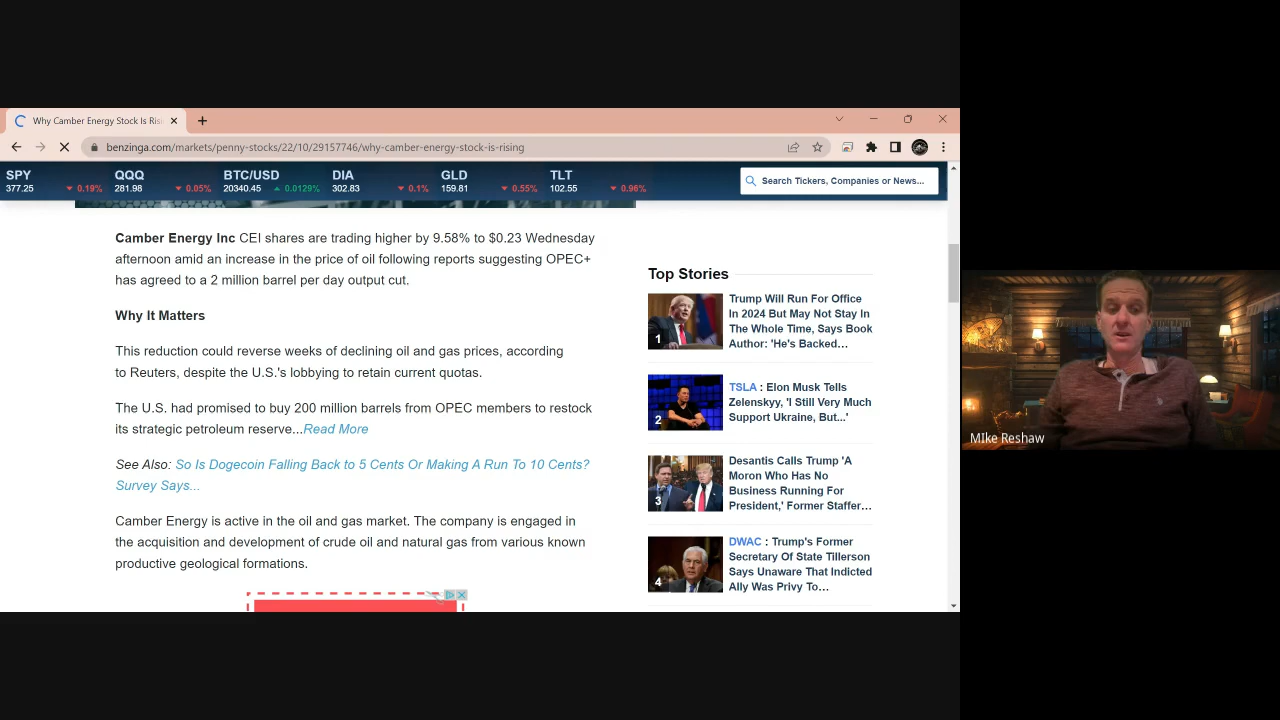 Why Camber Energy Stock Is Ris
benzinga.com/markets/penny-stocks/22/10/29157746/why-camber-energy-stock-is-rising
SPY QQQ BTC/USD DIA GLD TLT
377.25 0.19% 281.98 0.05% 20340.45 0.0129% 302.83 0.1% 159.81 0.55% 102.55 0.98%
Search Tickers, Companies or News...
Camber Energy Inc CEI shares are trading higher by 9.58% to $0.23 Wednesday
afternoon amid an increase in the price of oil following reports suggesting OPEC+
has agreed to a 2 million barrel per day output cut.
Why It Matters
This reduction could reverse weeks of declining oil and gas prices, according
to Reuters, despite the U.S.'s lobbying to retain current quotas.
The U.S. had promised to buy 200 million barrels from OPEC members to restock
its strategic petroleum reserve...Read More
See Also: So Is Dogecoin Falling Back to 5 Cents Or Making A Run To 10 Cents?
Survey Says...
Camber Energy is active in the oil and gas market. The company is engaged in
the acquisition and development of crude oil and natural gas from various known
productive geological formations.
Top Stories
1
Trump Will Run For Office
In 2024 But May Not Stay In
The Whole Time, Says Book
Author: 'He's Backed...
2
TSLA : Elon Musk Tells
Zelenskyy, 'I Still Very Much
Support Ukraine, But...'
3
Desantis Calls Trump 'A
Moron Who Has No
Business Running For
President,' Former Staffer...
4
DWAC : Trump's Former
Secretary Of State Tillerson
Says Unaware That Indicted
Ally Was Privy To...
MIke Reshaw